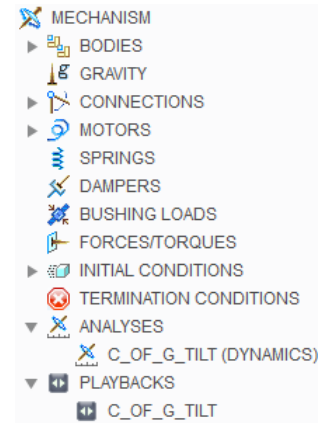 MECHANISM
BODIES
GRAVITY
CONNECTIONS
MOTORS
SPRINGS
DAMPERS
BUSHING LOADS
FORCES/TORQUES
INITIAL CONDITIONS
TERMINATION CONDITIONS
ANALYSES
C_OF_G_TILT (DYNAMICS)
PLAYBACKS
C_OF_G_TILT